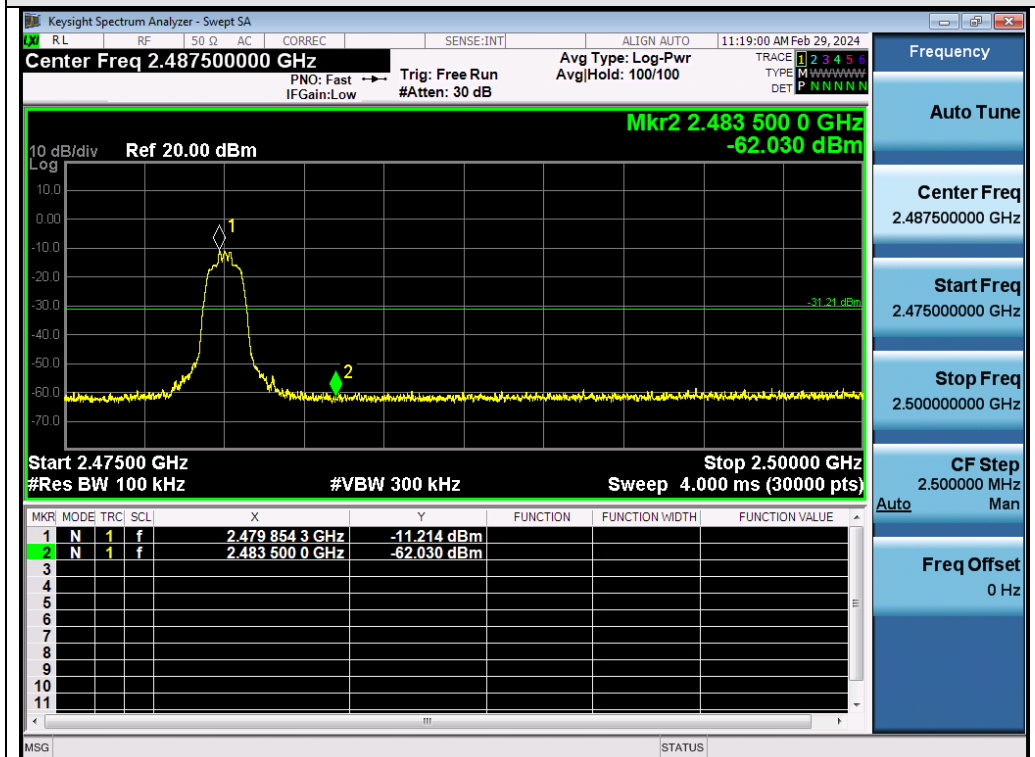 Keysight Spectrum Analyzer - Swept SA
LXI RL RF 50 Ω AC CORREC SENSE:INT ALIGN AUTO 11:19:00 AM Feb 29, 2024
Center Freq 2.487500000 GHz
PNO: Fast
IFGain:Low
Trig: Free Run
#Atten: 30 dB
Avg Type: Log-Pwr
Avg|Hold: 100/100
TRACE 1 2 3 4 5 6
TYPE M WWWWW
DET P N N N N N
Mkr2 2.483 500 0 GHz
-62.030 dBm
10 dB/div Ref 20.00 dBm
Log
10.0
0.00
-10.0
-20.0
-30.0
-40.0
-50.0
-60.0
-70.0
1
2
-31.21 dBm
Start 2.47500 GHz Stop 2.50000 GHz
#Res BW 100 kHz #VBW 300 kHz Sweep 4.000 ms (30000 pts)
MKR MODE TRC SCL X Y FUNCTION FUNCTION WIDTH FUNCTION VALUE
1 N 1 f 2.479 854 3 GHz -11.214 dBm
2 N 1 f 2.483 500 0 GHz -62.030 dBm
3
4
5
6
7
8
9
10
11
MSG STATUS
Frequency
Auto Tune
Center Freq
2.487500000 GHz
Start Freq
2.475000000 GHz
Stop Freq
2.500000000 GHz
CF Step
2.500000 MHz
Auto Man
Freq Offset
0 Hz